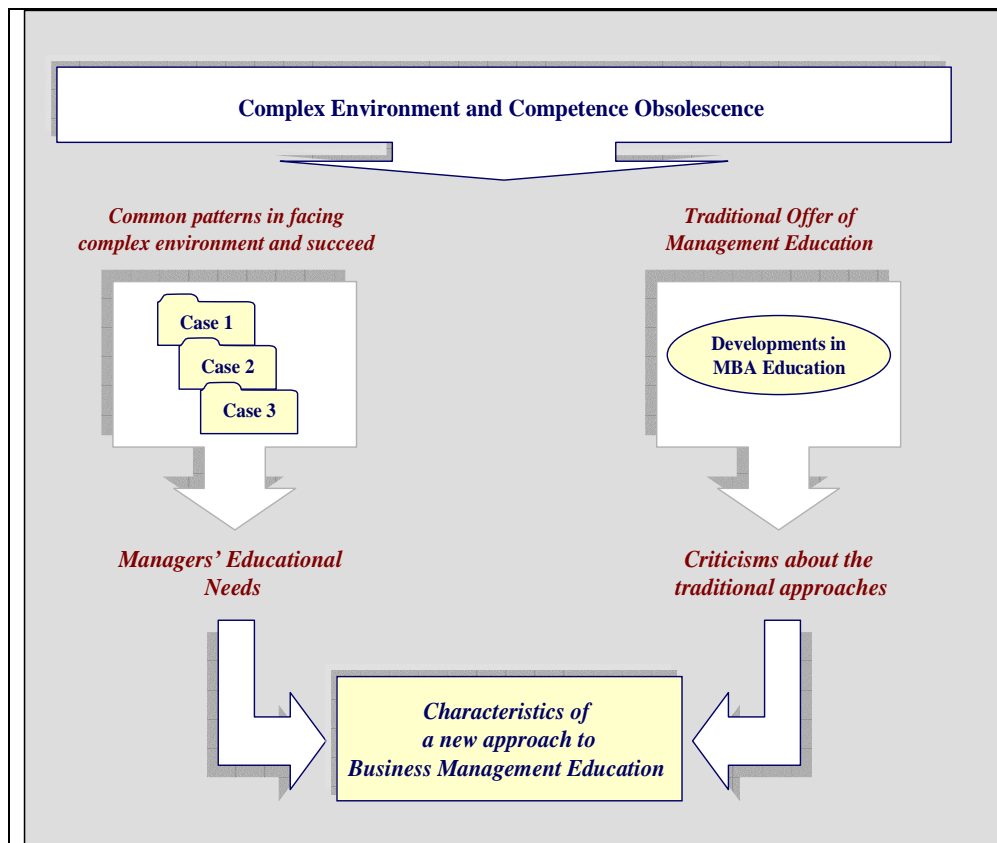 Complex Environment and Competence Obsolescence
Common patterns in facing
complex environment and succeed
Case 1
Case 2
Case 3
Managers’ Educational
Needs
Traditional Offer of
Management Education
Developments in
MBA Education
Criticisms about the
traditional approaches
Characteristics of
a new approach to
Business Management Education